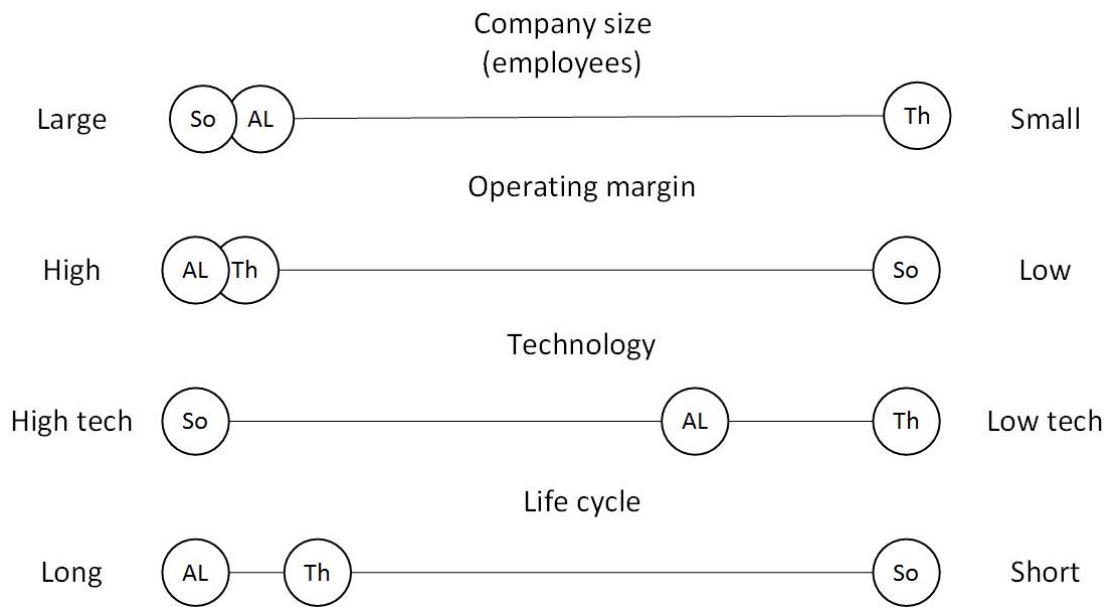 Company size
(employees)
Large So AL Th Small
Operating margin
High AL Th So Low
Technology
High tech So AL Th Low tech
Life cycle
Long AL Th So Short